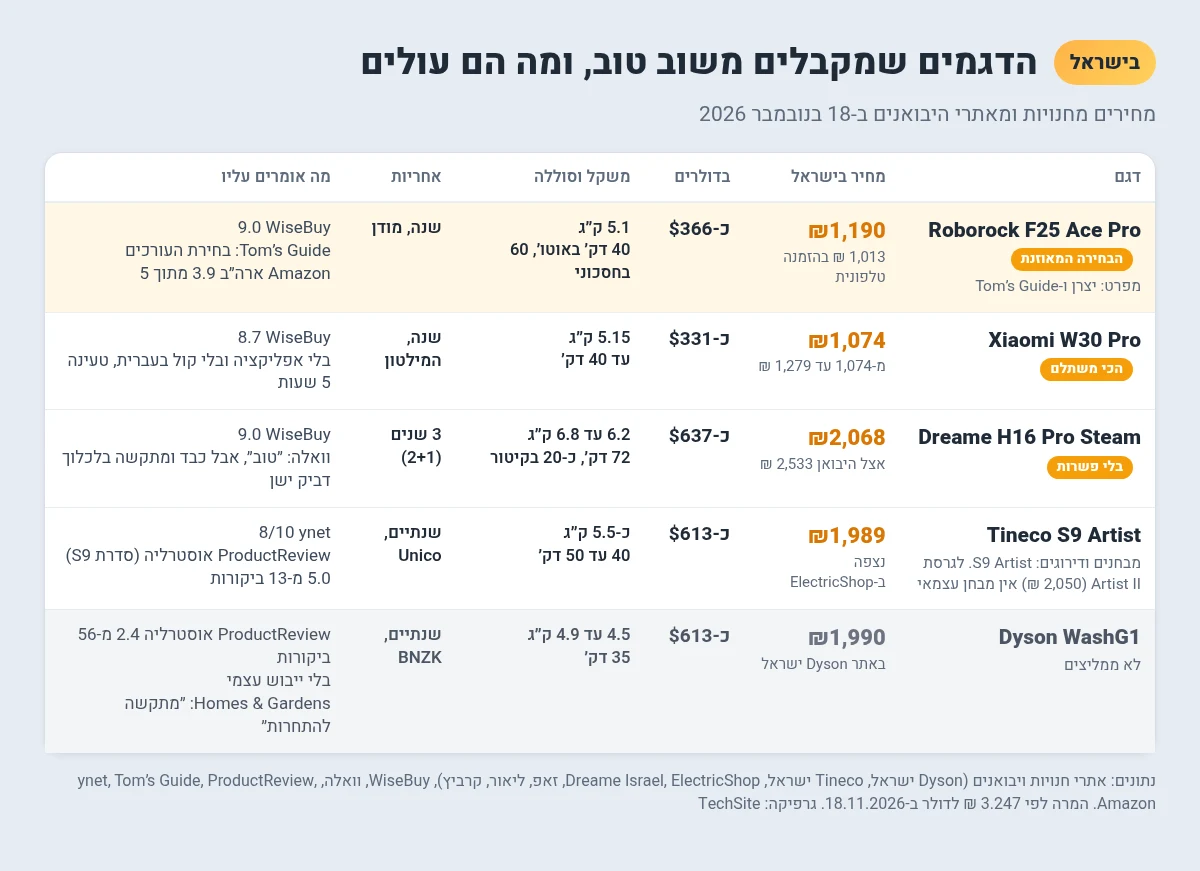 בישראל הדגמים שמקבלים משוב טוב, ומה הם עולים
מחירים מחנויות ומאתרי היבואנים ב-18 בנובמבר 2026
דגם מחיר בישראל בדולרים משקל וסוללה אחריות מה אומרים עליו
Roborock F25 Ace Pro
הבחירה המאוזנת
מפרט: יצרן ו-Tom’s Guide
₪1,190
1,013 ₪ בהזמנה
טלפונית
כ-$366
5.1 ק״ג
40 דק׳ באוטו׳, 60
בחסכוני
שנה, מודן
9.0 WiseBuy
Tom’s Guide: בחירת העורכים
Amazon ארה״ב 3.9 מתוך 5
Xiaomi W30 Pro
הכי משתלם
₪1,074
מ-1,074 עד 1,279 ₪
כ-$331
5.15 ק״ג
עד 40 דק׳
שנה,
המילטון
8.7 WiseBuy
בלי אפליקציה ובלי קול בעברית, טעינה
5 שעות
Dreame H16 Pro Steam
בלי פשרות
₪2,068
אצל היבואן 2,533 ₪
כ-$637
6.2 עד 6.8 ק״ג
72 דק׳, כ-20 בקיטור
3 שנים
(2+1)
9.0 WiseBuy
וואלה: ״טוב״, אבל כבד ומתקשה בלכלוך
דביק ישן
Tineco S9 Artist
מבחנים ודירוגים: S9 Artist. לגרסת
Artist II (2,050 ₪) אין מבחן עצמאי
₪1,989
נצפה
ב-ElectricShop
כ-$613
כ-5.5 ק״ג
40 עד 50 דק׳
שנתיים,
Unico
8/10 ynet
ProductReview אוסטרליה (סדרת S9)
5.0 מ-13 ביקורות
Dyson WashG1
לא ממליצים
₪1,990
באתר Dyson ישראל
כ-$613
4.5 עד 4.9 ק״ג
35 דק׳
שנתיים,
BNZK
ProductReview אוסטרליה 2.4 מ-56
ביקורות
בלי ייבוש עצמי
Homes & Gardens: ״מתקשה
להתחרות״
נתונים: אתרי חנויות ויבואנים (Dyson ישראל, Tineco ישראל, Dreame Israel, ElectricShop, זאפ, ליאור, קרביץ), WiseBuy, וואלה, ynet, Tom’s Guide, ProductReview,
Amazon. המרה לפי 3.247 ₪ לדולר ב-18.11.2026. גרפיקה: TechSite